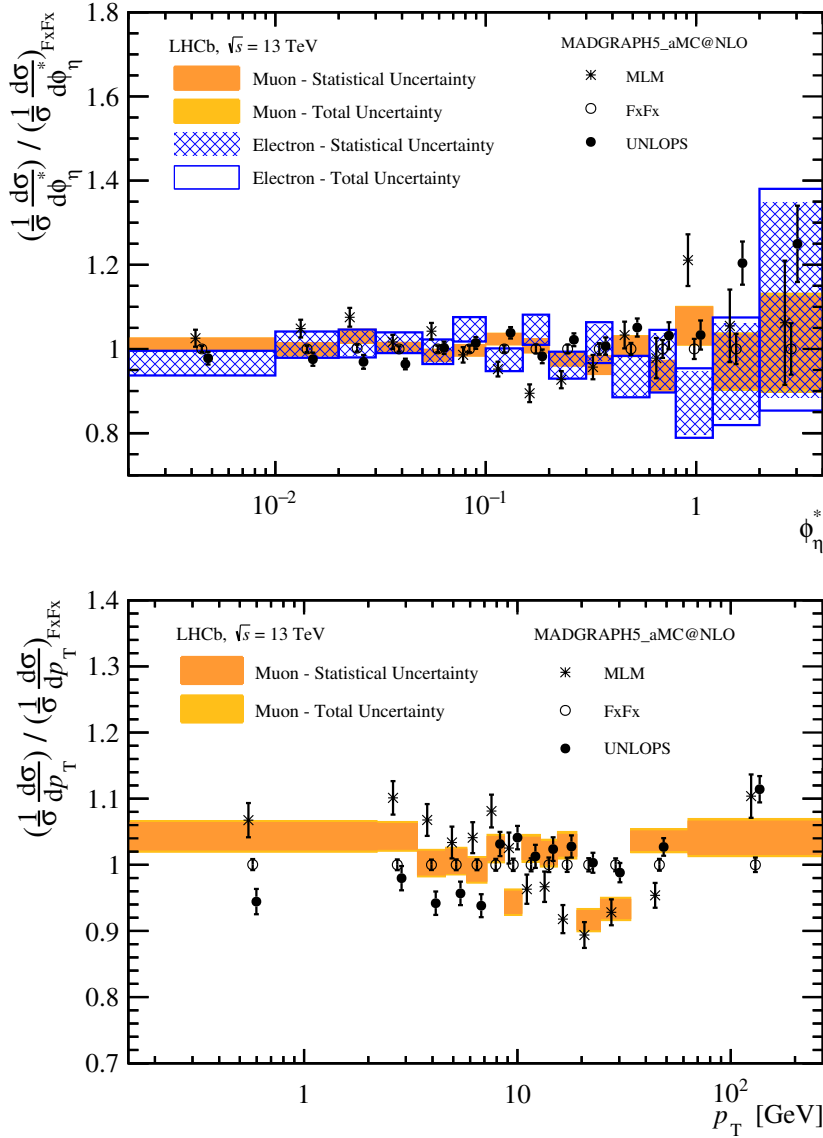 (1/σ dσ/dϕ*η) / (1/σ dσ/dϕ*η)FxFx
1.8
1.6
1.4
1.2
1
0.8
LHCb, √s = 13 TeV
Muon - Statistical Uncertainty
Muon - Total Uncertainty
Electron - Statistical Uncertainty
Electron - Total Uncertainty
MADGRAPH5_aMC@NLO
MLM
FxFx
UNLOPS
10⁻² 10⁻¹ 1
ϕ*η
(1/σ dσ/dpT) / (1/σ dσ/dpT)FxFx
1.4
1.3
1.2
1.1
1
0.9
0.8
0.7
LHCb, √s = 13 TeV
Muon - Statistical Uncertainty
Muon - Total Uncertainty
MADGRAPH5_aMC@NLO
MLM
FxFx
UNLOPS
1 10 10²
pT [GeV]